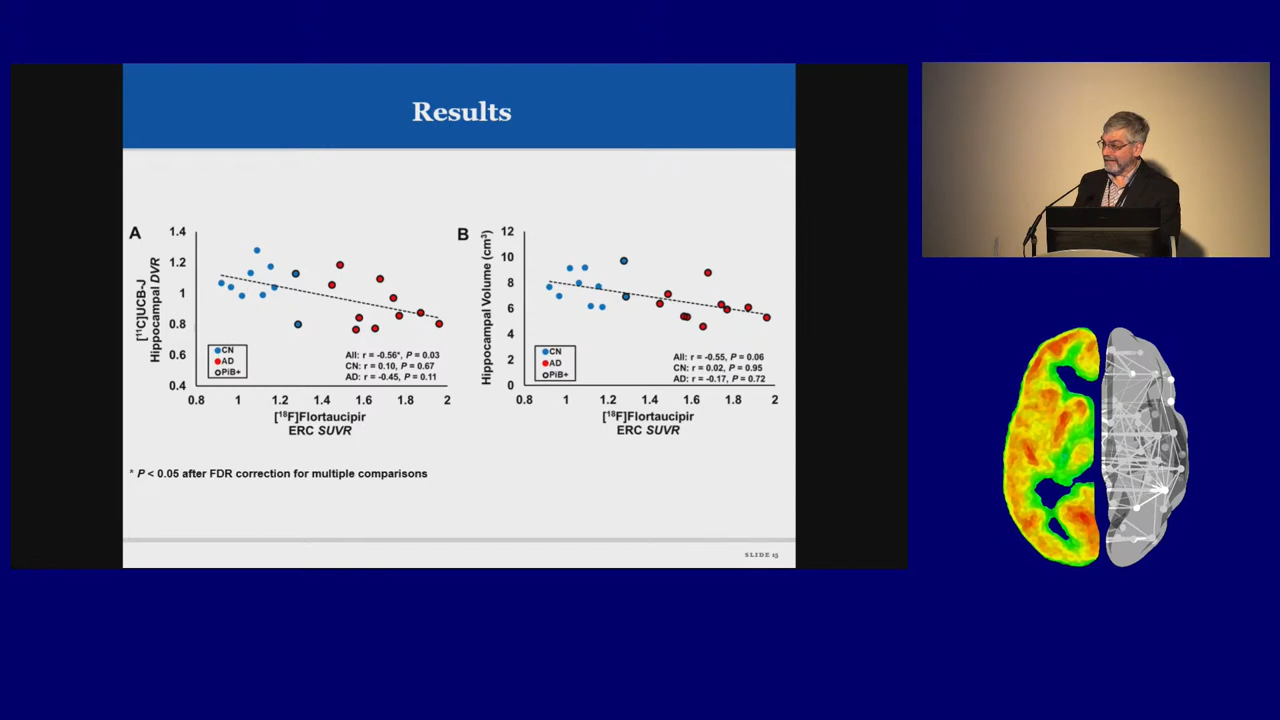 Results
A
[¹¹C]UCB-J
Hippocampal DVR
1.4
1.2
1
0.8
0.6
0.4
CN
AD
PiB+
All: r = -0.56*, P = 0.03
CN: r = 0.10, P = 0.67
AD: r = -0.45, P = 0.11
0.8 1 1.2 1.4 1.6 1.8 2
[¹⁸F]Flortaucipir
ERC SUVR
B
Hippocampal Volume (cm³)
12
10
8
6
4
2
0
CN
AD
PiB+
All: r = -0.55, P = 0.06
CN: r = 0.02, P = 0.95
AD: r = -0.17, P = 0.72
0.8 1 1.2 1.4 1.6 1.8 2
[¹⁸F]Flortaucipir
ERC SUVR
* P < 0.05 after FDR correction for multiple comparisons
SLIDE 15